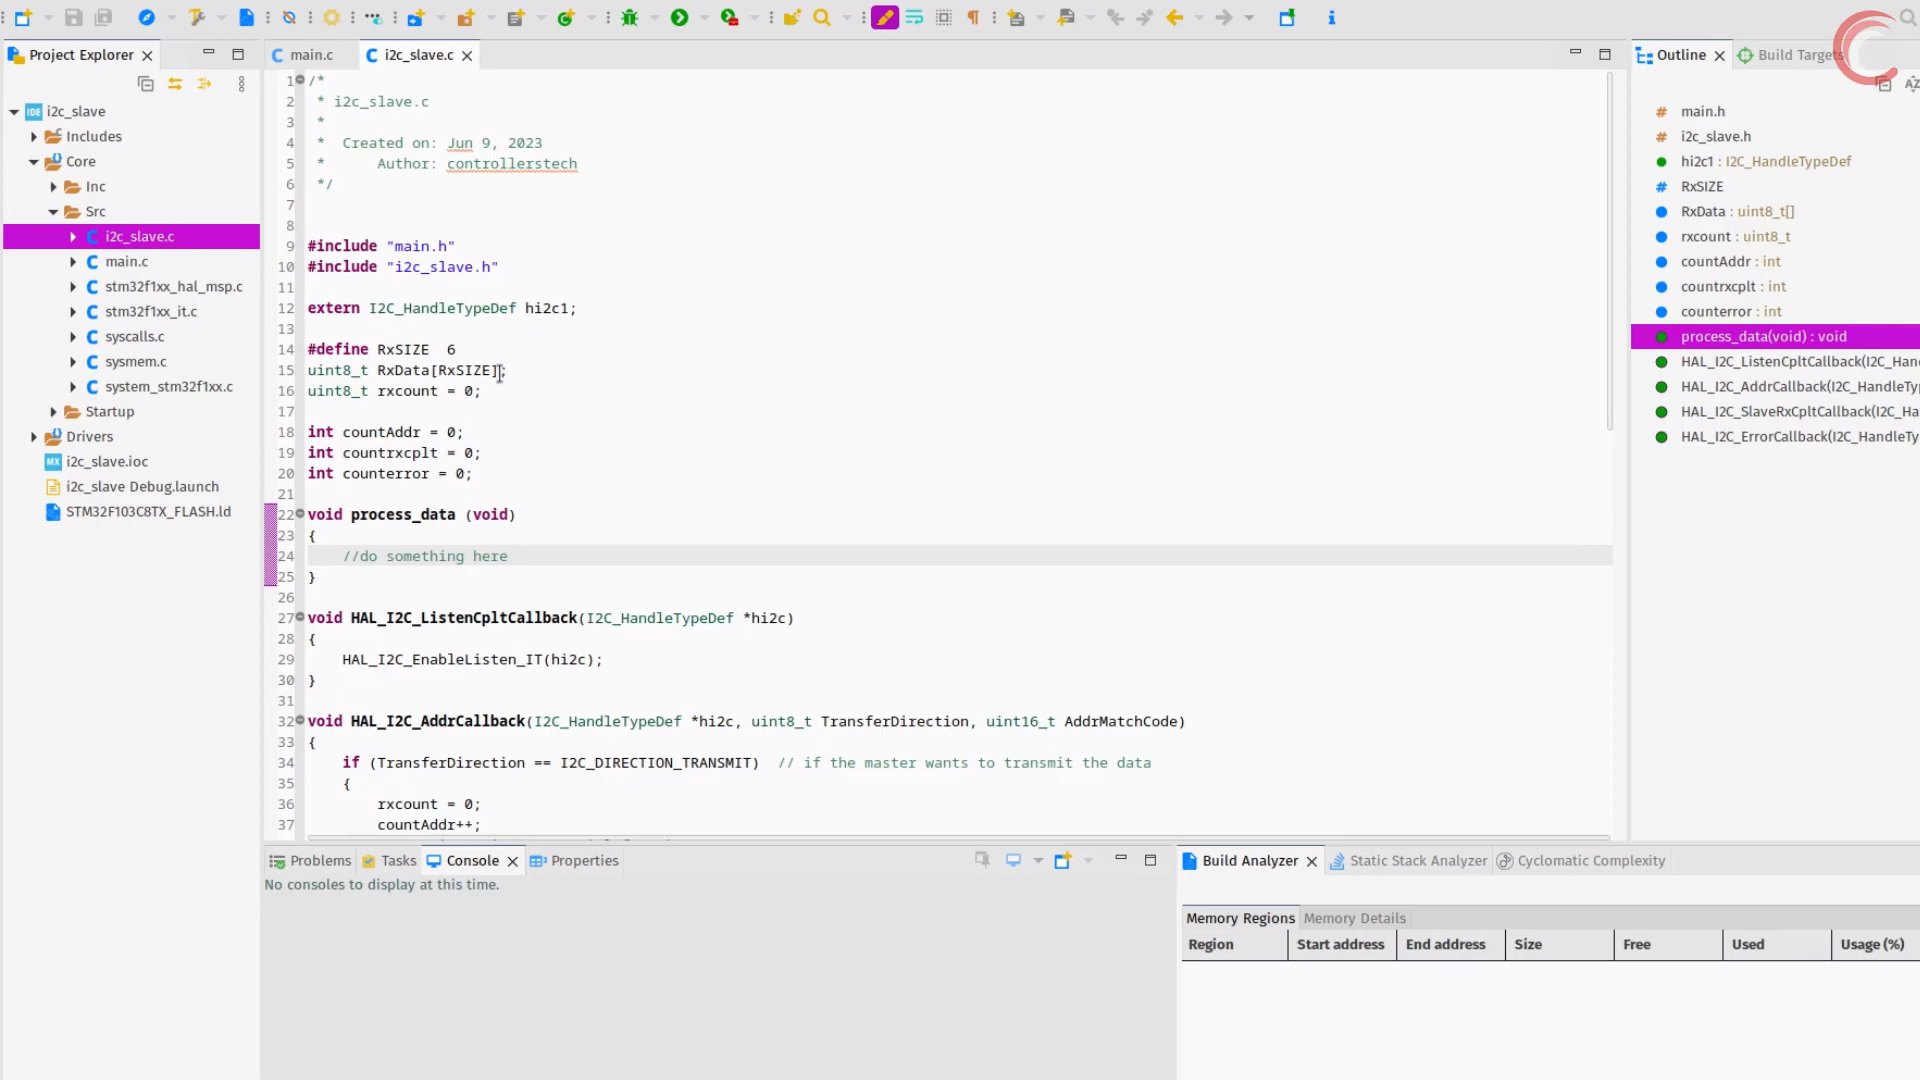 Project Explorer
main.c
i2c_slave.c
Outline
Build Targets
i2c_slave
Includes
Core
Inc
Src
i2c_slave.c
main.c
stm32f1xx_hal_msp.c
stm32f1xx_it.c
syscalls.c
sysmem.c
system_stm32f1xx.c
Startup
Drivers
i2c_slave.ioc
i2c_slave Debug.launch
STM32F103C8TX_FLASH.ld
1 /*
2 * i2c_slave.c
3 *
4 * Created on: Jun 9, 2023
5 * Author: controllerstech
6 */
7
8
9 #include "main.h"
10 #include "i2c_slave.h"
11
12 extern I2C_HandleTypeDef hi2c1;
13
14 #define RxSIZE 6
15 uint8_t RxData[RxSIZE];
16 uint8_t rxcount = 0;
17
18 int countAddr = 0;
19 int countrxcplt = 0;
20 int counterror = 0;
21
22 void process_data (void)
23 {
24 //do something here
25 }
26
27 void HAL_I2C_ListenCpltCallback(I2C_HandleTypeDef *hi2c)
28 {
29 HAL_I2C_EnableListen_IT(hi2c);
30 }
31
32 void HAL_I2C_AddrCallback(I2C_HandleTypeDef *hi2c, uint8_t TransferDirection, uint16_t AddrMatchCode)
33 {
34 if (TransferDirection == I2C_DIRECTION_TRANSMIT) // if the master wants to transmit the data
35 {
36 rxcount = 0;
37 countAddr++;
main.h
i2c_slave.h
hi2c1 : I2C_HandleTypeDef
RxSIZE
RxData : uint8_t[]
rxcount : uint8_t
countAddr : int
countrxcplt : int
counterror : int
process_data(void) : void
HAL_I2C_ListenCpltCallback(I2C_Han
HAL_I2C_AddrCallback(I2C_HandleTy
HAL_I2C_SlaveRxCpltCallback(I2C_Ha
HAL_I2C_ErrorCallback(I2C_HandleTy
Problems
Tasks
Console
Properties
No consoles to display at this time.
Build Analyzer
Static Stack Analyzer
Cyclomatic Complexity
Memory Regions
Memory Details
Region Start address End address Size Free Used Usage (%)